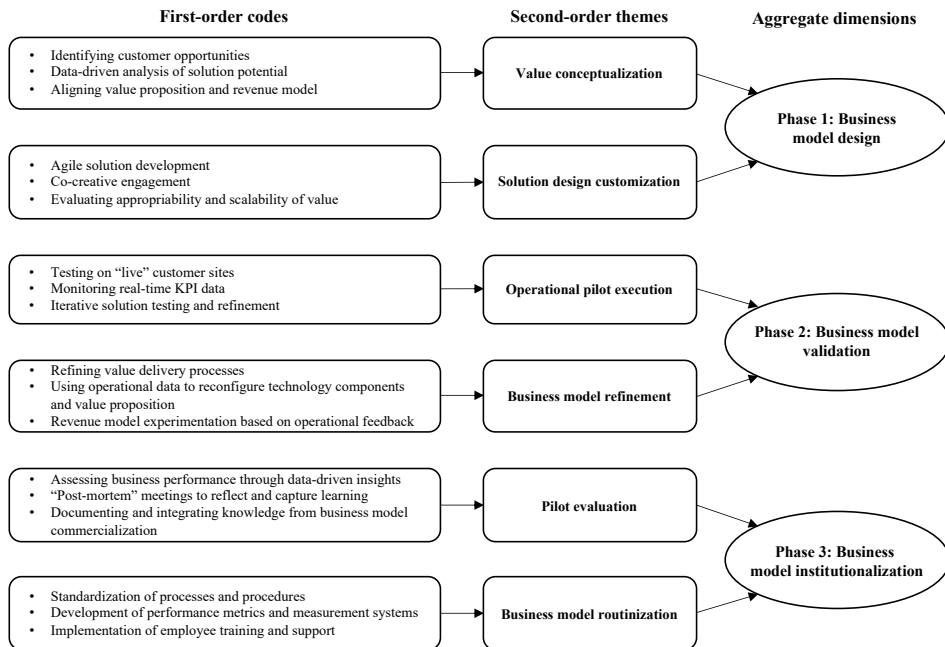 First-order codes
Second-order themes
Aggregate dimensions
• Identifying customer opportunities
• Data-driven analysis of solution potential
• Aligning value proposition and revenue model
Value conceptualization
Phase 1: Business
model design
• Agile solution development
• Co-creative engagement
• Evaluating appropriability and scalability of value
Solution design customization
• Testing on “live” customer sites
• Monitoring real-time KPI data
• Iterative solution testing and refinement
Operational pilot execution
Phase 2: Business model
validation
• Refining value delivery processes
• Using operational data to reconfigure technology components
and value proposition
• Revenue model experimentation based on operational feedback
Business model refinement
• Assessing business performance through data-driven insights
• “Post-mortem” meetings to reflect and capture learning
• Documenting and integrating knowledge from business model
commercialization
Pilot evaluation
Phase 3: Business
model institutionalization
• Standardization of processes and procedures
• Development of performance metrics and measurement systems
• Implementation of employee training and support
Business model routinization